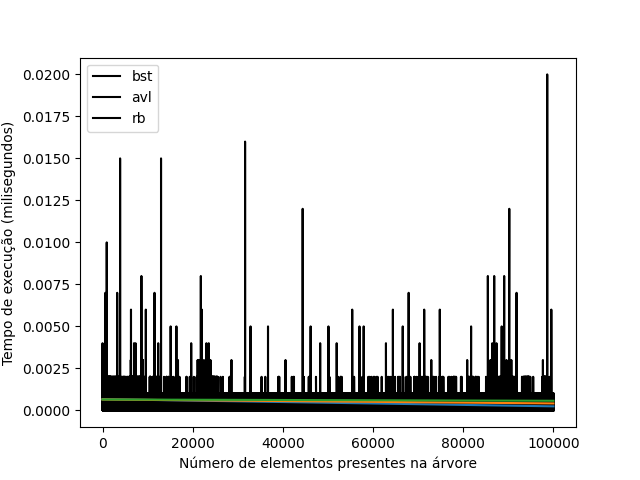 bst
avl
rb
0.0200
0.0175
0.0150
0.0125
0.0100
0.0075
0.0050
0.0025
0.0000
Tempo de execução (milisegundos)
0 20000 40000 60000 80000 100000
Número de elementos presentes na árvore